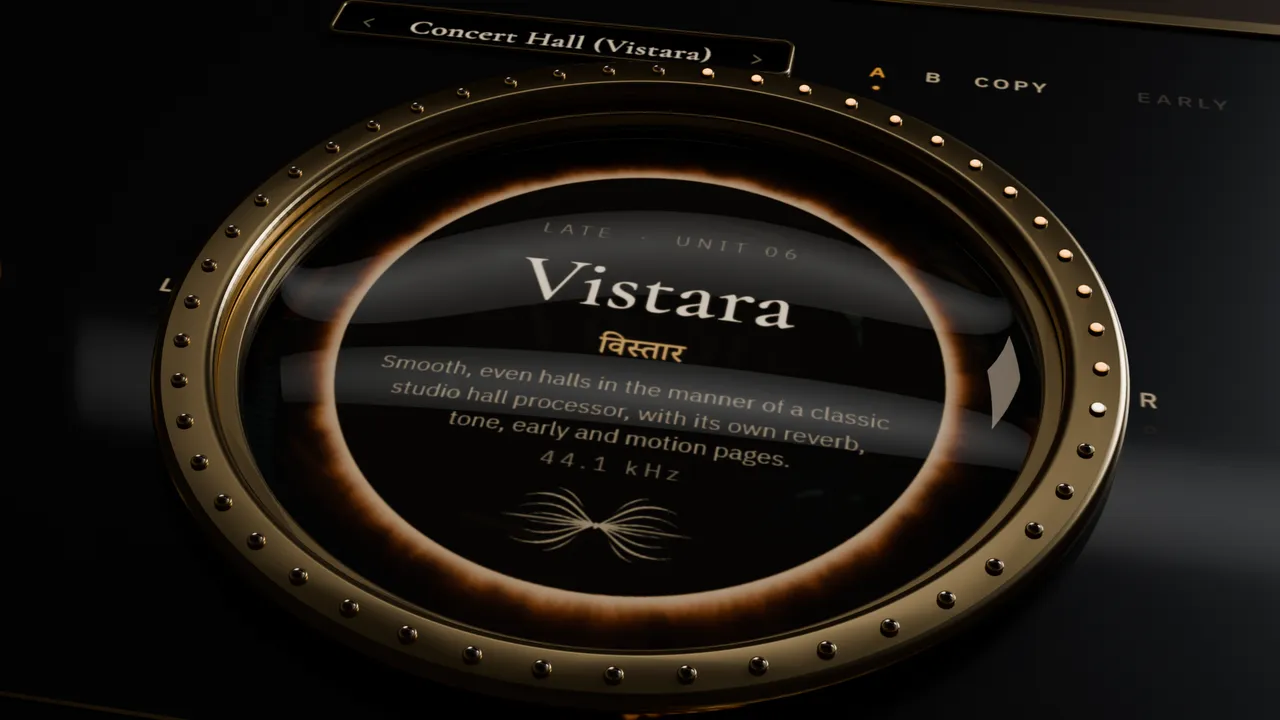 < Concert Hall (Vistara) >
A B COPY EARLY
LATE · UNIT 06
Vistara
विस्तार
Smooth, even halls in the manner of a classic
studio hall processor, with its own reverb,
tone, early and motion pages.
44.1 kHz
L
R